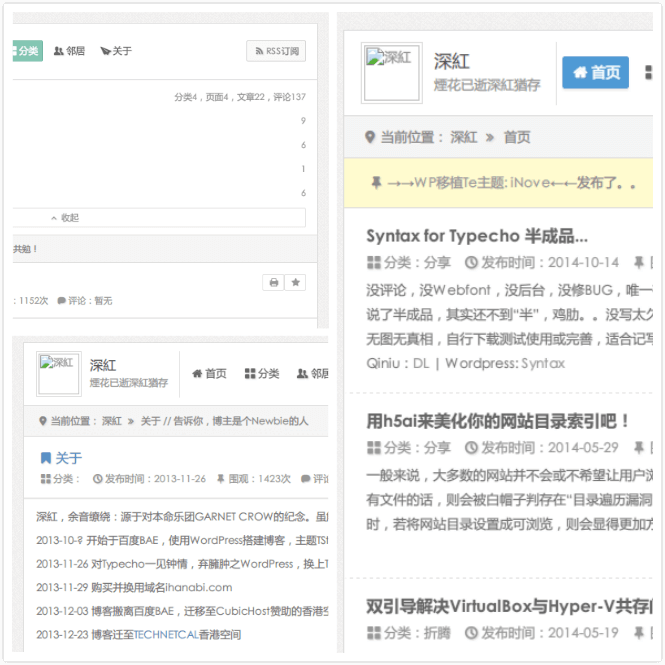 分类 邻居 关于 RSS订阅
分类4，页面4，文章22，评论137
9
6
1
6
收起
共勉！
：1152次 评论：暂无
深紅 深紅
煙花已逝深紅猶存
首页 分类 邻居
当前位置： 深紅 » 关于 // 告诉你，博主是个Newbie的人
关于
分类： 发布时间：2013-11-26 围观：1423次 评论
深紅，余音缭绕：源于对本命乐团GARNET CROW的纪念。虽
2013-10-? 开始于百度BAE，使用WordPress搭建博客，主题TS
2013-11-26 对Typecho一见钟情，弃臃肿之WordPress，换上T
2013-11-29 购买并换用域名ihanabi.com
2013-12-03 博客搬离百度BAE，迁移至CubicHost赞助的香港空
2013-12-23 博客迁至TECHNETCAL香港空间
深紅 深紅
煙花已逝深紅猶存
首页
当前位置： 深紅 » 首页
→→WP移植Te主题: iNove←←发布了。。
Syntax for Typecho 半成品...
分类：分享 发布时间：2014-10-14
没评论，没Webfont，没后台，没修BUG，唯一
说了半成品，其实还不到“半”，鸡肋。。没写太久
无图无真相，自行下载测试使用或完善，适合记写
Qiniu：DL | Wordpress: Syntax
用h5ai来美化你的网站目录索引吧！
分类：分享 发布时间：2014-05-29
一般来说，大多数的网站并不会或不希望让用户浏
有文件的话，则会被白帽子判存在“目录遍历漏洞
时，若将网站目录设置成可浏览，则会显得更加方
双引导解决VirtualBox与Hyper-V共存的
分类：折腾 发布时间：2014-05-19